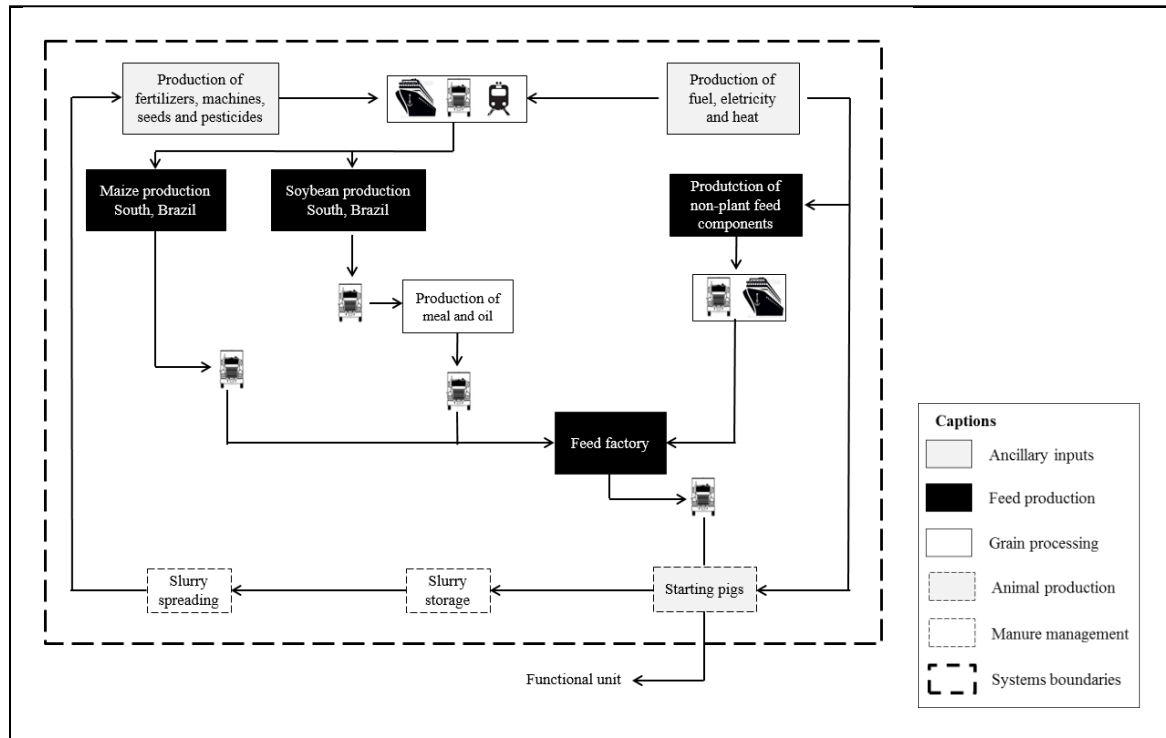 Production of
fertilizers, machines,
seeds and pesticides
Production of
fuel, eletricity
and heat
Maize production
South, Brazil
Soybean production
South, Brazil
Produtction of
non-plant feed
components
Production of
meal and oil
Feed factory
Slurry
spreading
Slurry
storage
Starting pigs
Functional unit
Captions
Ancillary inputs
Feed production
Grain processing
Animal production
Manure management
Systems boundaries